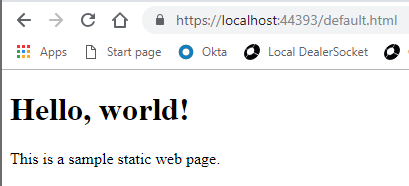 https://localhost:44393/default.html
Apps Start page Okta Local DealerSocket
Hello, world!
This is a sample static web page.